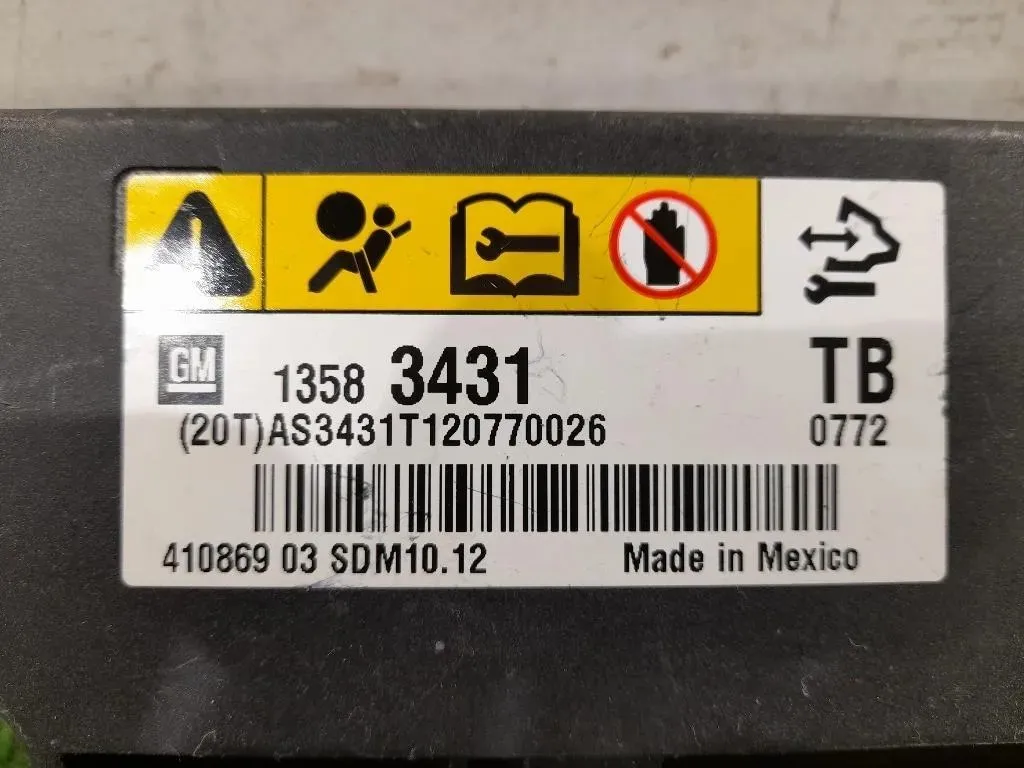 GM 1358 3431 TB
(20T)AS3431T120770026 0772
410869 03 SDM10.12 Made in Mexico